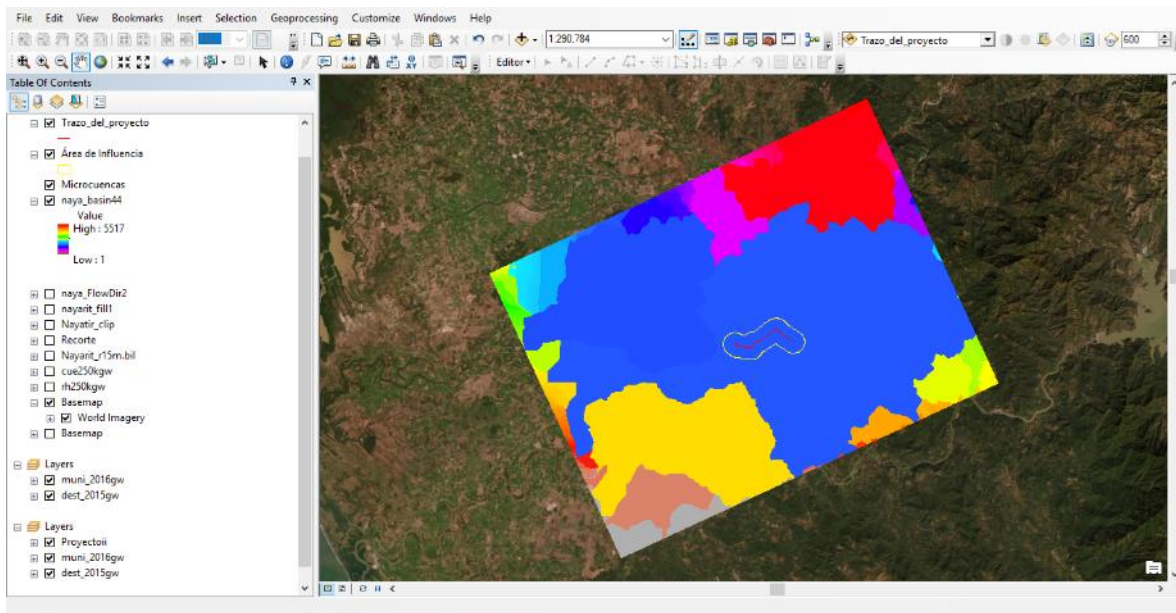 File Edit View Bookmarks Insert Selection Geoprocessing Customize Windows Help
1:290.784 Trazo_del_proyecto 600
Editor
Table Of Contents
Trazo_del_proyecto
Área de Influencia
Microcuencas
naya_basin44
Value
High : 5517
Low : 1
naya_FlowDir2
nayarit_fill1
Nayatir_clip
Recorte
Nayarit_r15m.bil
cue250kgw
rh250kgw
Basemap
World Imagery
Basemap
Layers
muni_2016gw
dest_2015gw
Layers
Proyectoii
muni_2016gw
dest_2015gw